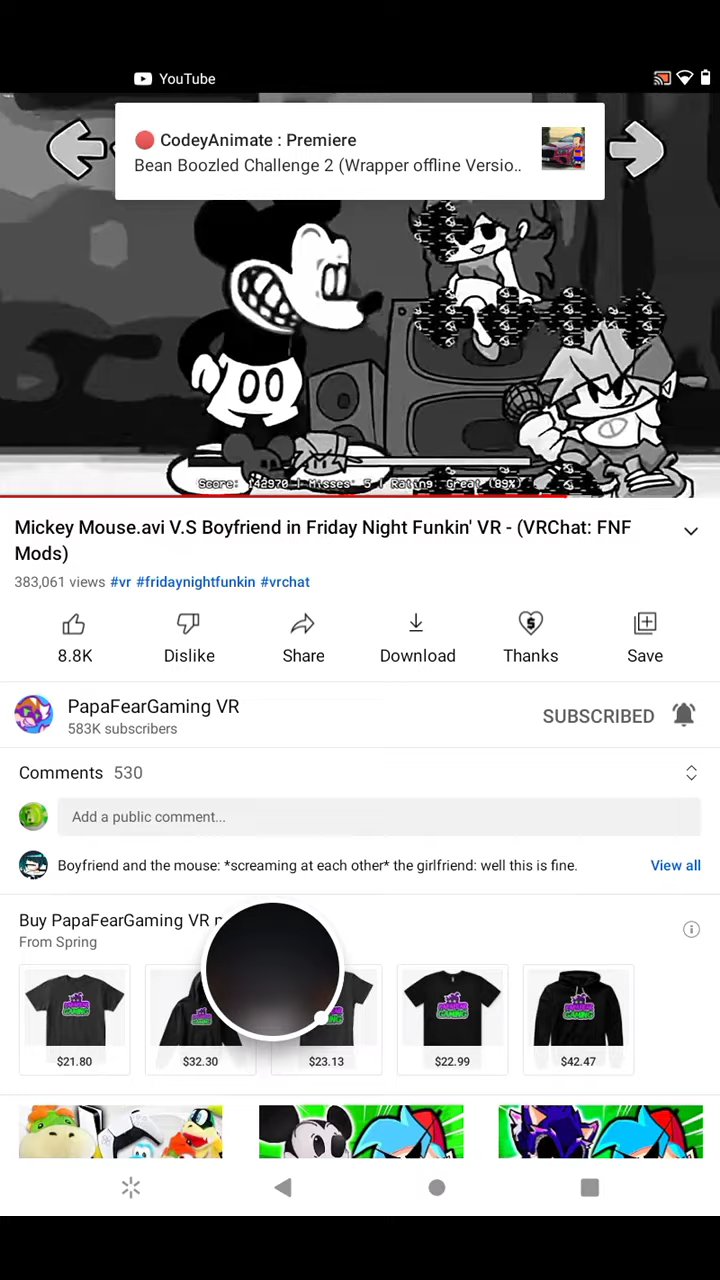 YouTube
CodeyAnimate : Premiere
Bean Boozled Challenge 2 (Wrapper offline Versio..
Score: 142970 | Misses: 5 | Rating: Great (89%)
Mickey Mouse.avi V.S Boyfriend in Friday Night Funkin' VR - (VRChat: FNF
Mods)
383,061 views #vr #fridaynightfunkin #vrchat
8.8K Dislike Share Download Thanks Save
PapaFearGaming VR
583K subscribers
SUBSCRIBED
Comments 530
Add a public comment...
Boyfriend and the mouse: *screaming at each other* the girlfriend: well this is fine.
View all
Buy PapaFearGaming VR
From Spring
$21.80 $32.30 $23.13 $22.99 $42.47